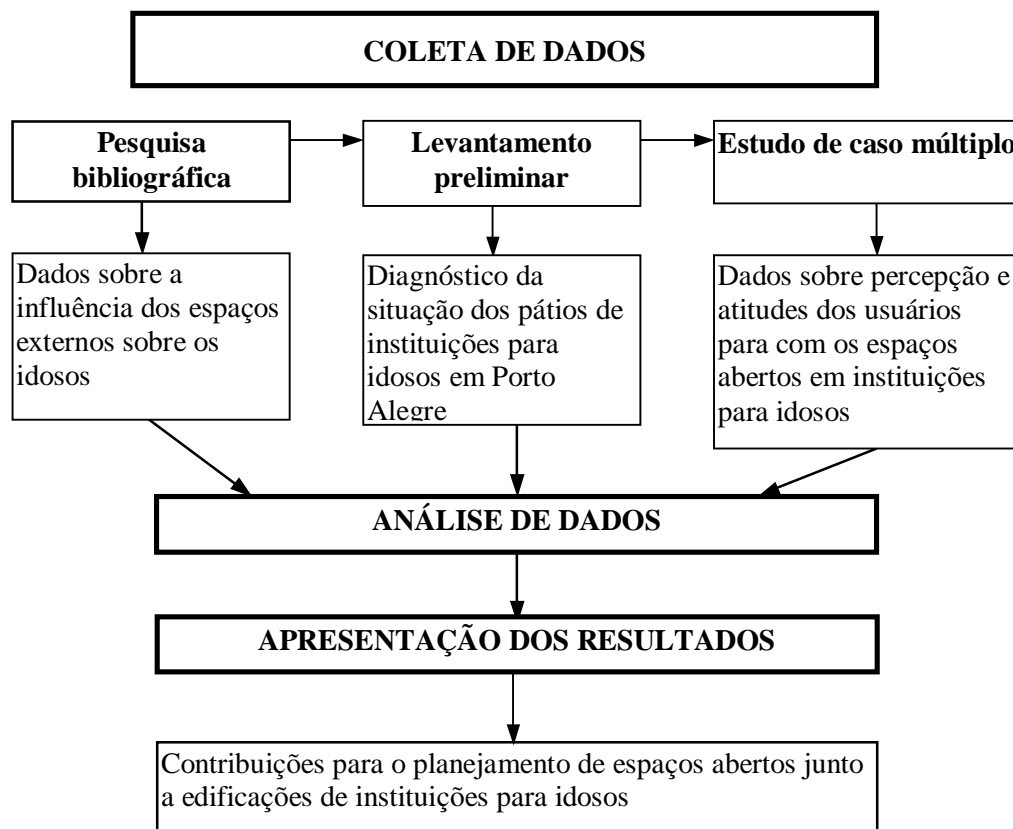 COLETA DE DADOS
Pesquisa
bibliográfica
Levantamento
preliminar
Estudo de caso múltiplo
Dados sobre a
influência dos espaços
externos sobre os
idosos
Diagnóstico da
situação dos pátios de
instituições para
idosos em Porto
Alegre
Dados sobre percepção e
atitudes dos usuários
para com os espaços
abertos em instituições
para idosos
ANÁLISE DE DADOS
APRESENTAÇÃO DOS RESULTADOS
Contribuições para o planejamento de espaços abertos junto
a edificações de instituições para idosos